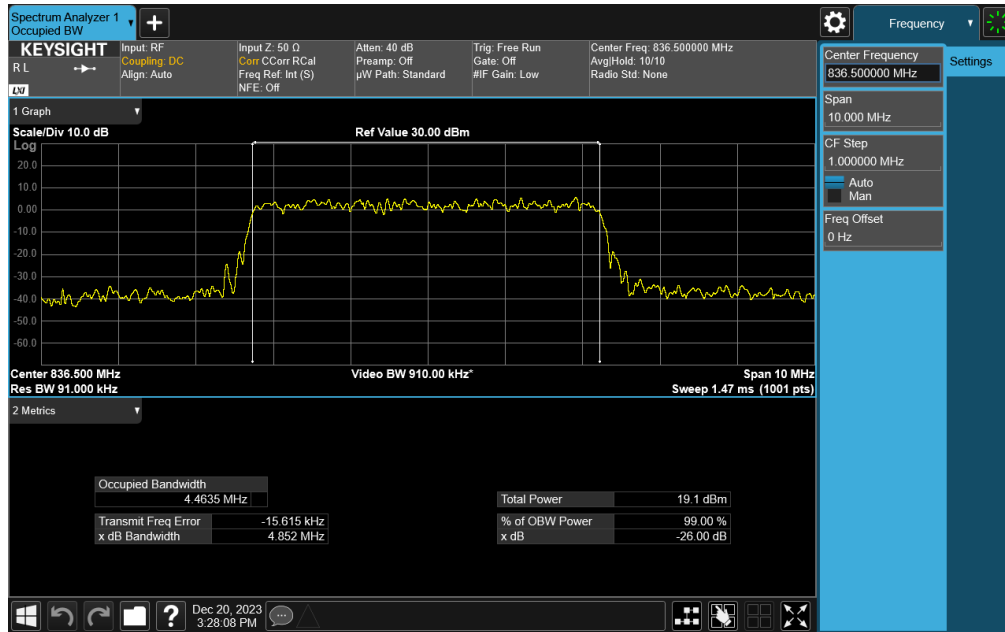 Spectrum Analyzer 1
Occupied BW
Frequency
KEYSIGHT
R L
LXI
Input: RF
Coupling: DC
Align: Auto
Input Z: 50 Ω
Corr CCorr RCal
Freq Ref: Int (S)
NFE: Off
Atten: 40 dB
Preamp: Off
µW Path: Standard
Trig: Free Run
Gate: Off
#IF Gain: Low
Center Freq: 836.500000 MHz
Avg|Hold: 10/10
Radio Std: None
Center Frequency
836.500000 MHz
Settings
Span
10.000 MHz
CF Step
1.000000 MHz
Auto
Man
Freq Offset
0 Hz
1 Graph
Scale/Div 10.0 dB
Ref Value 30.00 dBm
Log
20.0
10.0
0.00
-10.0
-20.0
-30.0
-40.0
-50.0
-60.0
Center 836.500 MHz
Video BW 910.00 kHz*
Span 10 MHz
Res BW 91.000 kHz
Sweep 1.47 ms (1001 pts)
2 Metrics
Occupied Bandwidth
4.4635 MHz
Total Power 19.1 dBm
Transmit Freq Error -15.615 kHz
% of OBW Power 99.00 %
x dB Bandwidth 4.852 MHz
x dB -26.00 dB
Dec 20, 2023
3:28:08 PM